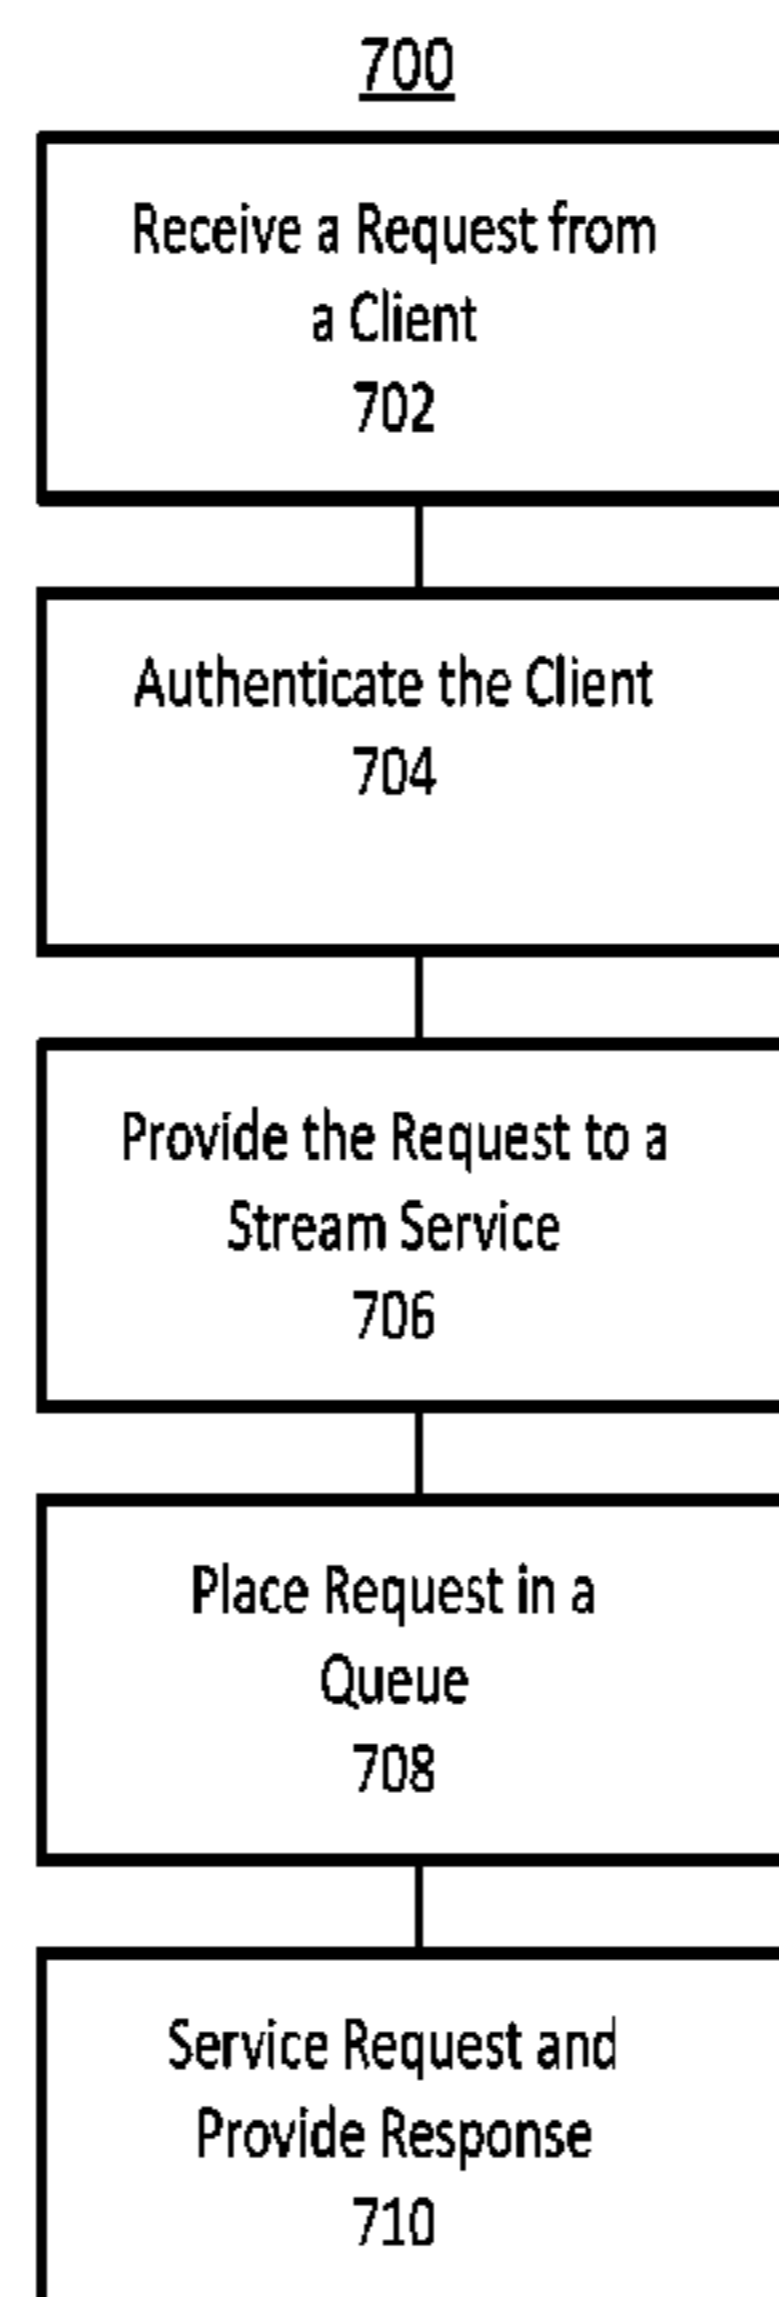 700
Receive a Request from
a Client
702
Authenticate the Client
704
Provide the Request to a
Stream Service
706
Place Request in a
Queue
708
Service Request and
Provide Response
710